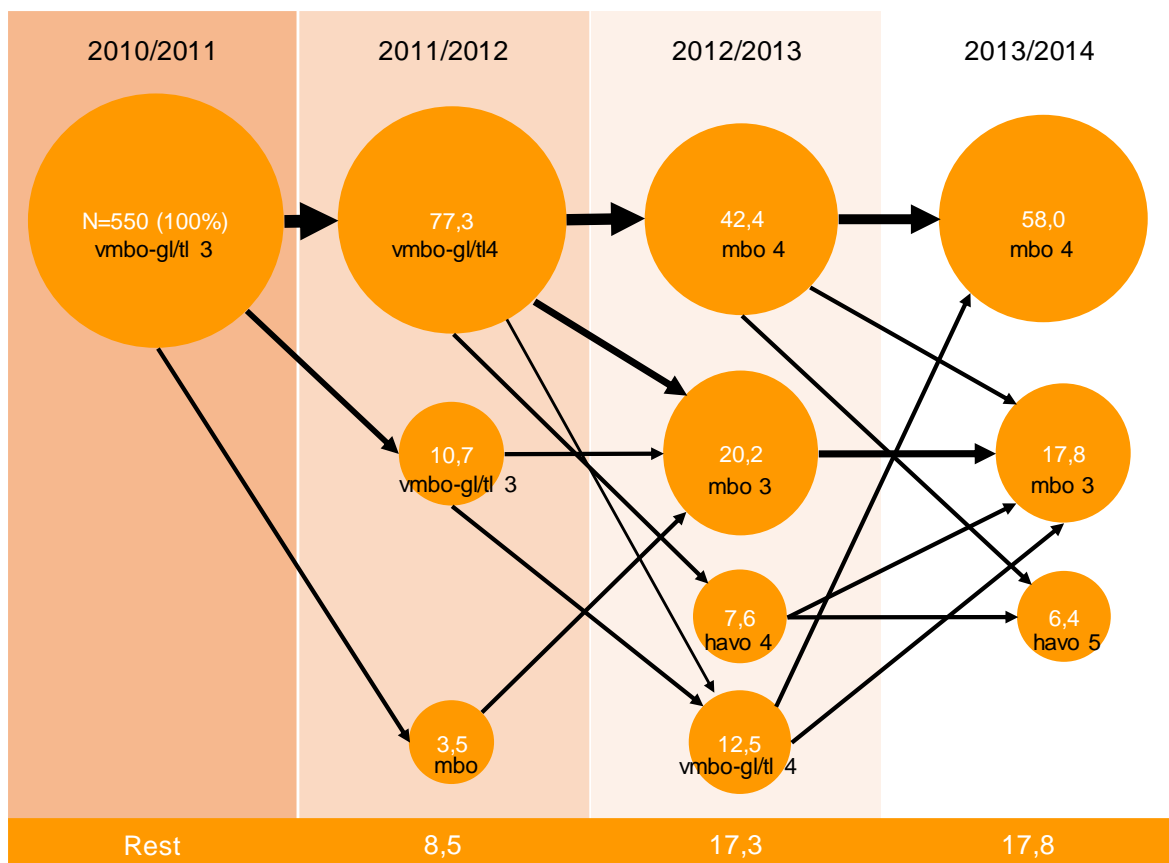 2010/2011
2011/2012
2012/2013
2013/2014
N=550 (100%)
vmbo-gl/tl 3
77,3
vmbo-gl/tl4
42,4
mbo 4
58,0
mbo 4
10,7
vmbo-gl/tl 3
20,2
mbo 3
17,8
mbo 3
7,6
havo 4
6,4
havo 5
3,5
mbo
12,5
vmbo-gl/tl 4
Rest
8,5
17,3
17,8